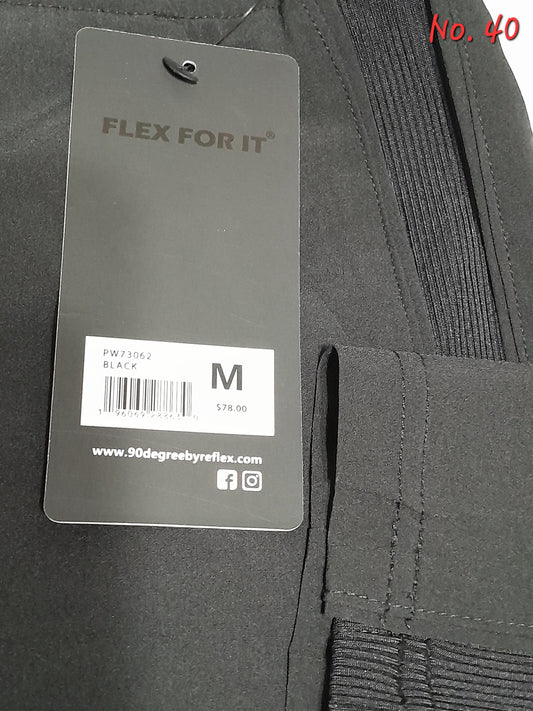 No. 40
FLEX FOR IT®
PW73062
BLACK
M
$78.00
www.90degreebyreflex.com